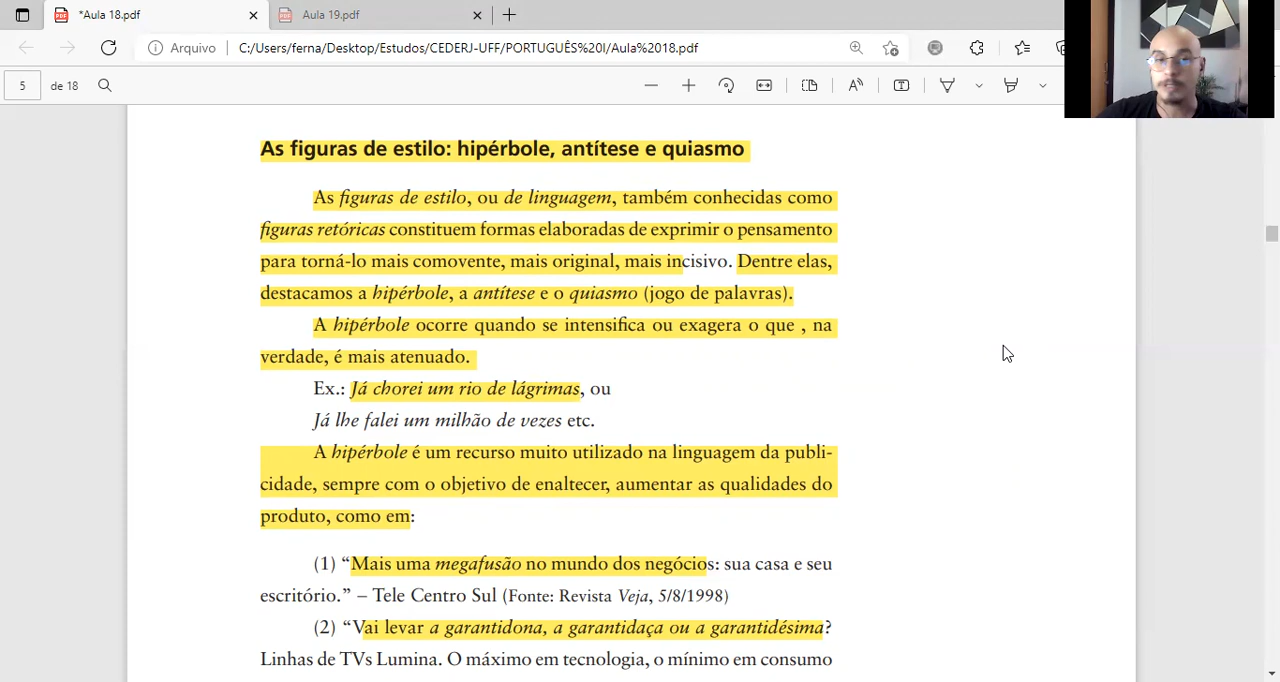 *Aula 18.pdf
Aula 19.pdf
Arquivo C:/Users/ferna/Desktop/Estudos/CEDERJ-UFF/PORTUGUÊS%20I/Aula%2018.pdf
5 de 18
As figuras de estilo: hipérbole, antítese e quiasmo
As figuras de estilo, ou de linguagem, também conhecidas como
figuras retóricas constituem formas elaboradas de exprimir o pensamento
para torná-lo mais comovente, mais original, mais incisivo. Dentre elas,
destacamos a hipérbole, a antítese e o quiasmo (jogo de palavras).
A hipérbole ocorre quando se intensifica ou exagera o que , na
verdade, é mais atenuado.
Ex.: Já chorei um rio de lágrimas, ou
Já lhe falei um milhão de vezes etc.
A hipérbole é um recurso muito utilizado na linguagem da publi-
cidade, sempre com o objetivo de enaltecer, aumentar as qualidades do
produto, como em:
(1) “Mais uma megafusão no mundo dos negócios: sua casa e seu
escritório.” – Tele Centro Sul (Fonte: Revista Veja, 5/8/1998)
(2) “Vai levar a garantidona, a garantidaça ou a garantidésima?
Linhas de TVs Lumina. O máximo em tecnologia, o mínimo em consumo